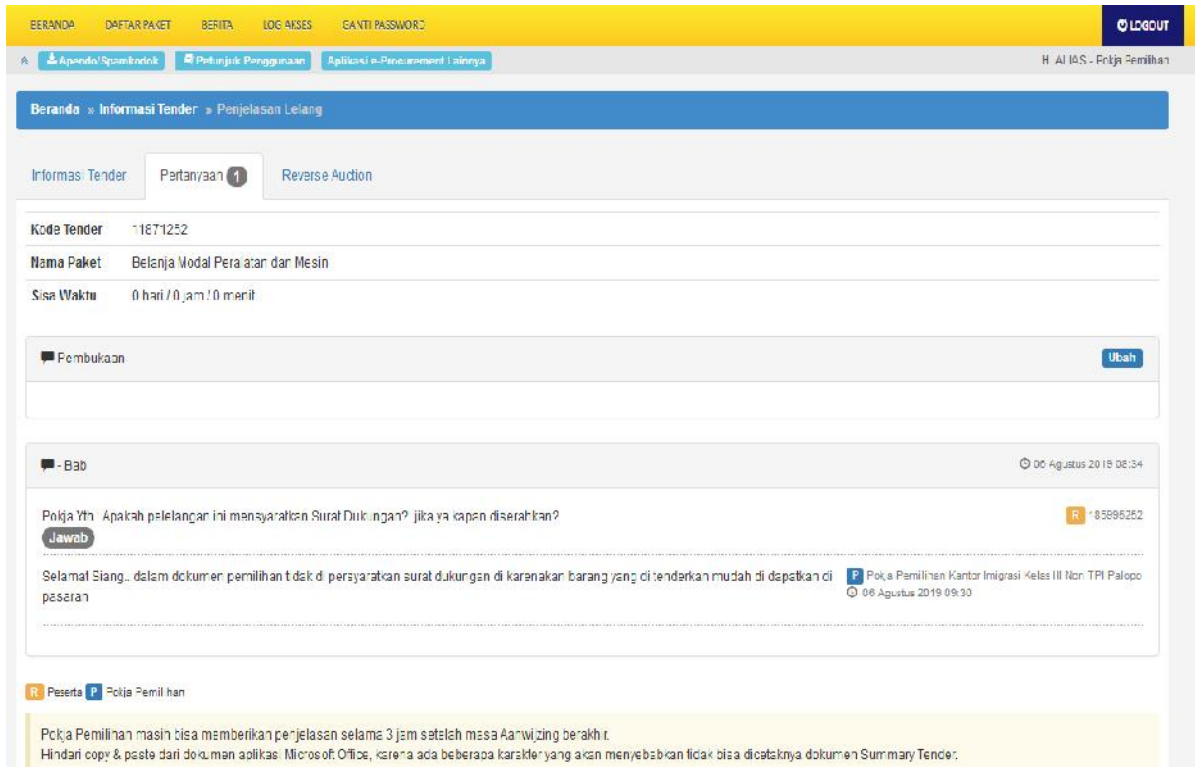 BERANDA DAFTAR PAKET BERITA LOG AKSES GANTI PASSWORD LOGOUT
Apendo/Spamkodok Petunjuk Penggunaan Aplikasi e-Procurement Lainnya H. ALIAS - Pokja Pemilihan
Beranda » Informasi Tender » Penjelasan Lelang
Informasi Tender Pertanyaan 1 Reverse Auction
Kode Tender 11871252
Nama Paket Belanja Modal Peralatan dan Mesin
Sisa Waktu 0 hari / 0 jam / 0 menit
Pembukaan Ubah
- Bab 06 Agustus 2019 08:34
Pokja Yth. Apakah pelelangan ini mensyaratkan Surat Dukungan? jika ya kapan diserahkan? R
Jawab
Selamat Siang.. dalam dokumen pemilihan tidak di persyaratkan surat dukungan di karenakan barang yang di tenderkan mudah di dapatkan di
pasaran
P Pokja Pemilihan Kantor Imigrasi Kelas III Non TPI Palopo
06 Agustus 2019 09:30
R Peserta P Pokja Pemilihan
Pokja Pemilihan masih bisa memberikan penjelasan selama 3 jam setelah masa Aanwijzing berakhir.
Hindari copy & paste dari dokumen aplikasi Microsoft Office, karena ada beberapa karakter yang akan menyebabkan tidak bisa dicetaknya dokumen Summary Tender.